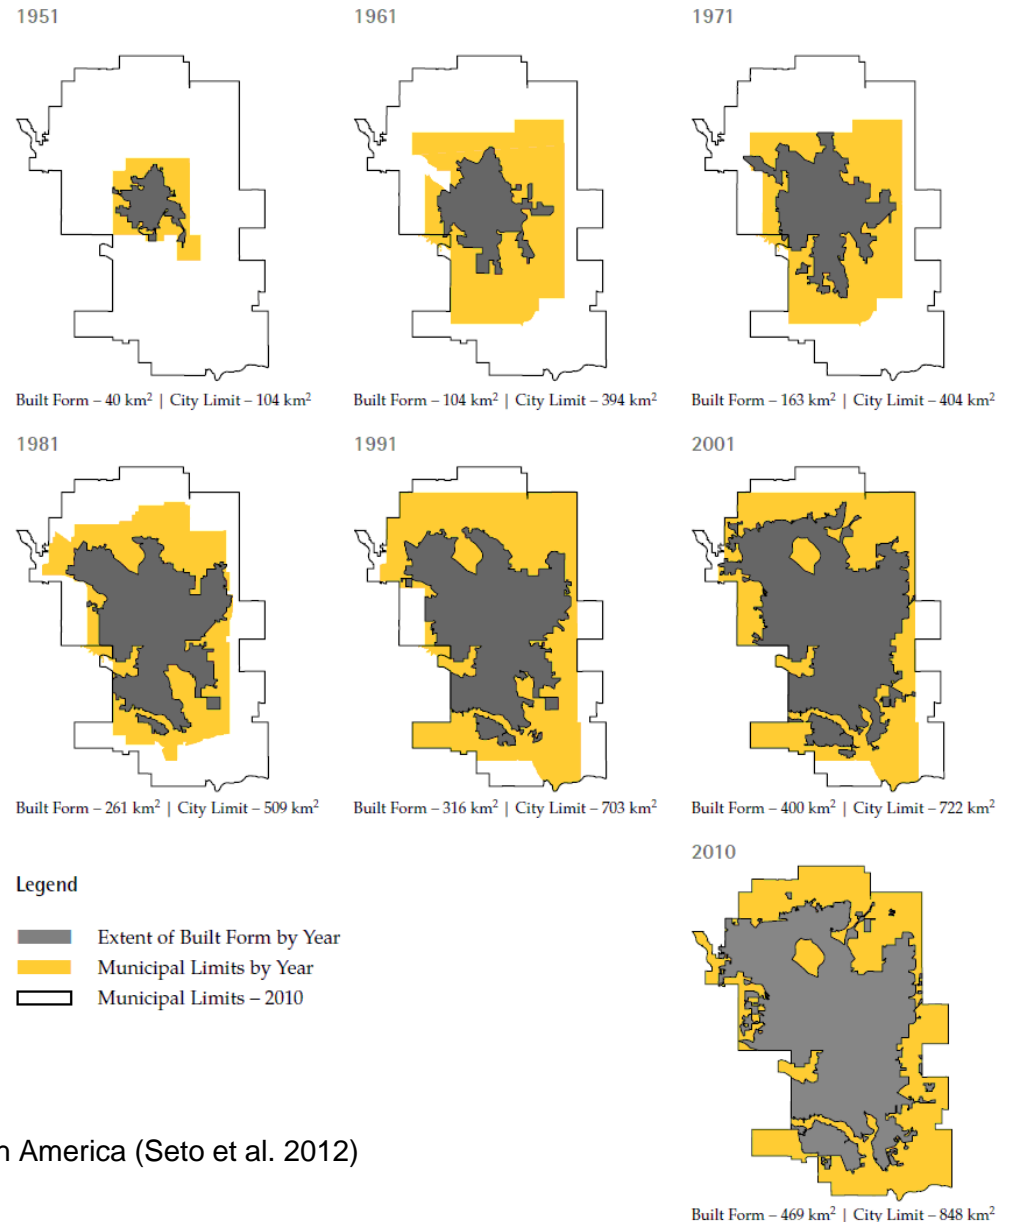 1951
1961
1971
Built Form – 40 km² | City Limit – 104 km²
Built Form – 104 km² | City Limit – 394 km²
Built Form – 163 km² | City Limit – 404 km²
1981
1991
2001
Built Form – 261 km² | City Limit – 509 km²
Built Form – 316 km² | City Limit – 703 km²
Built Form – 400 km² | City Limit – 722 km²
2010
Legend
Extent of Built Form by Year
Municipal Limits by Year
Municipal Limits – 2010
America (Seto et al. 2012)
Built Form – 469 km² | City Limit – 848 km²